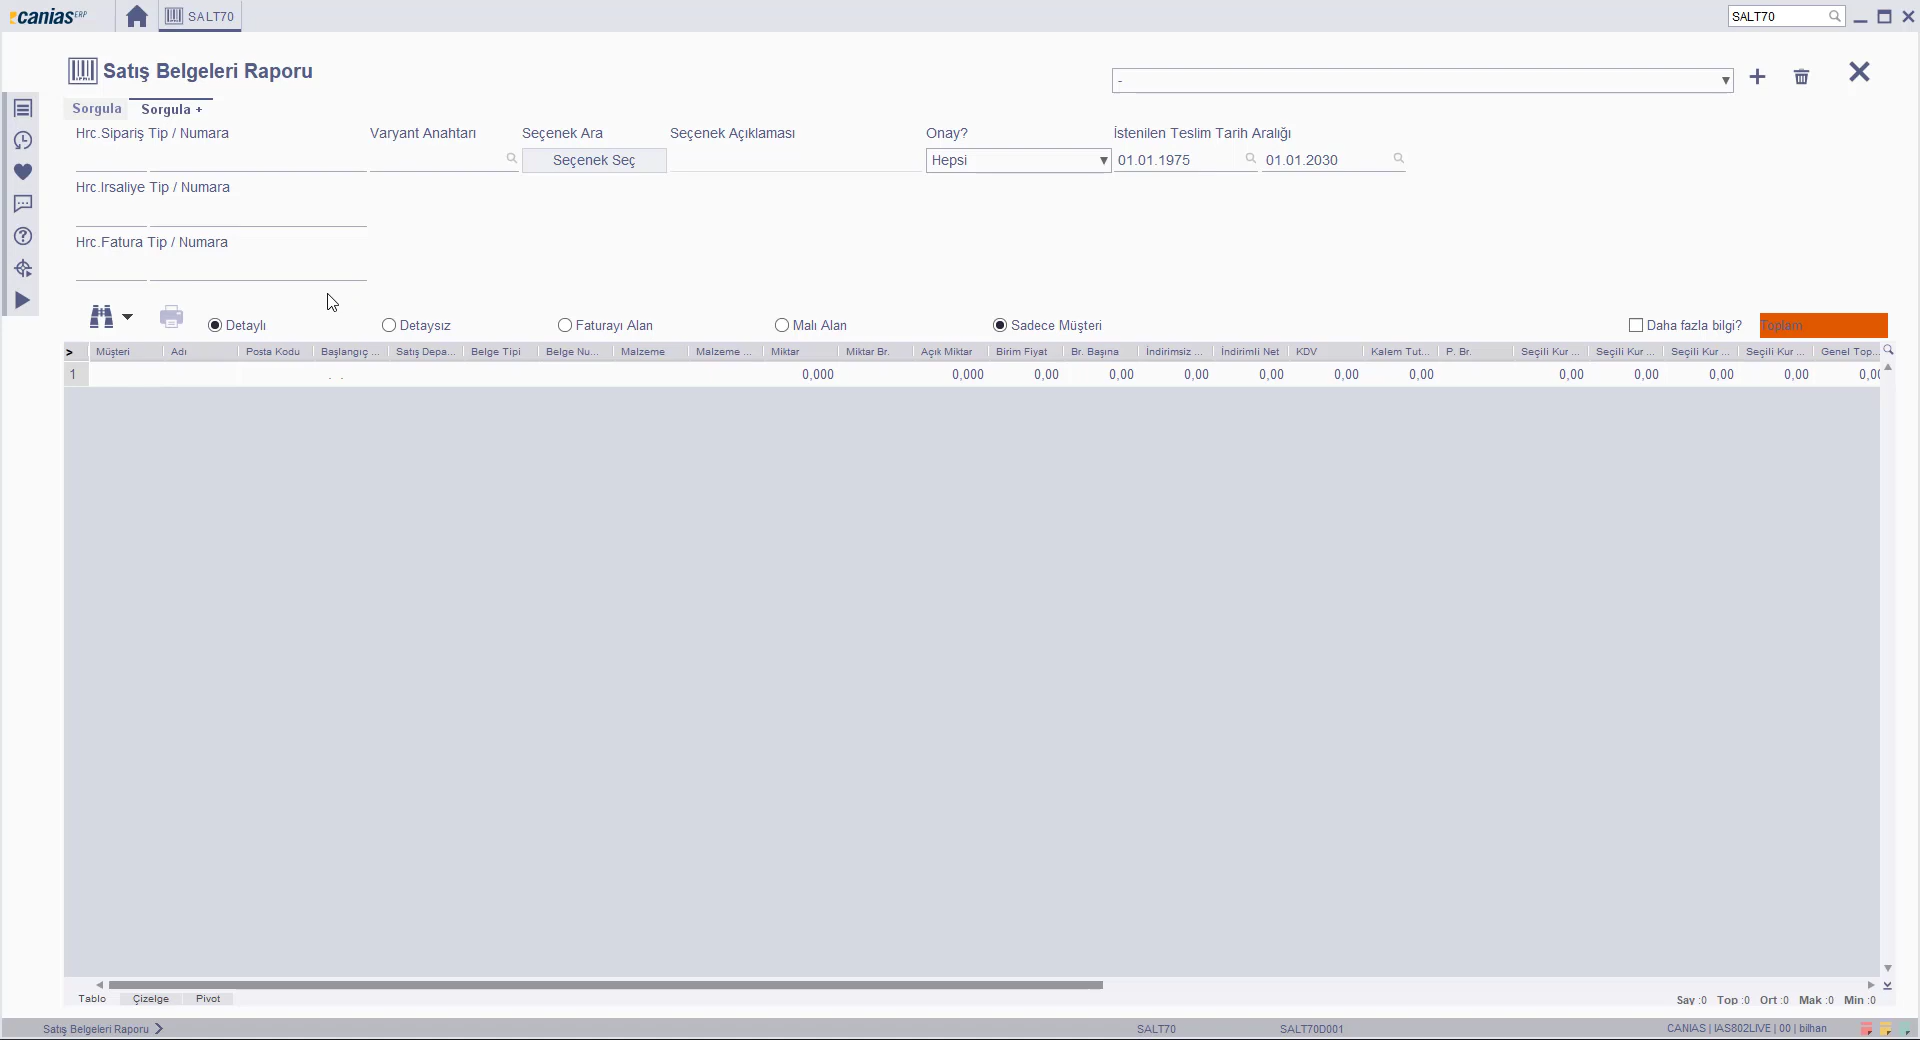 caniasERP SALT70 SALT70
Satış Belgeleri Raporu -
Sorgula Sorgula +
Hrc.Sipariş Tip / Numara Varyant Anahtarı Seçenek Ara Seçenek Açıklaması Onay? İstenilen Teslim Tarih Aralığı
Seçenek Seç Hepsi 01.01.1975 01.01.2030
Hrc.Irsaliye Tip / Numara
Hrc.Fatura Tip / Numara
Detaylı Detaysız Faturayı Alan Malı Alan Sadece Müşteri Daha fazla bilgi? Toplam
> Müşteri Adı Posta Kodu Başlangıç ... Satış Depa... Belge Tipi Belge Nu... Malzeme Malzeme ... Miktar Miktar Br. Açık Miktar Birim Fiyat Br. Başına İndirimsiz ... İndirimli Net KDV Kalem Tut... P. Br. Seçili Kur ... Seçili Kur ... Seçili Kur ... Seçili Kur ... Genel Top...
1 . . 0,000 0,000 0,00 0,00 0,00 0,00 0,00 0,00 0,00 0,00 0,00 0,00 0,00
Tablo Çizelge Pivot Say :0 Top :0 Ort :0 Mak :0 Min :0
Satış Belgeleri Raporu SALT70 SALT70D001 CANIAS | IAS802LIVE | 00 | bilhan